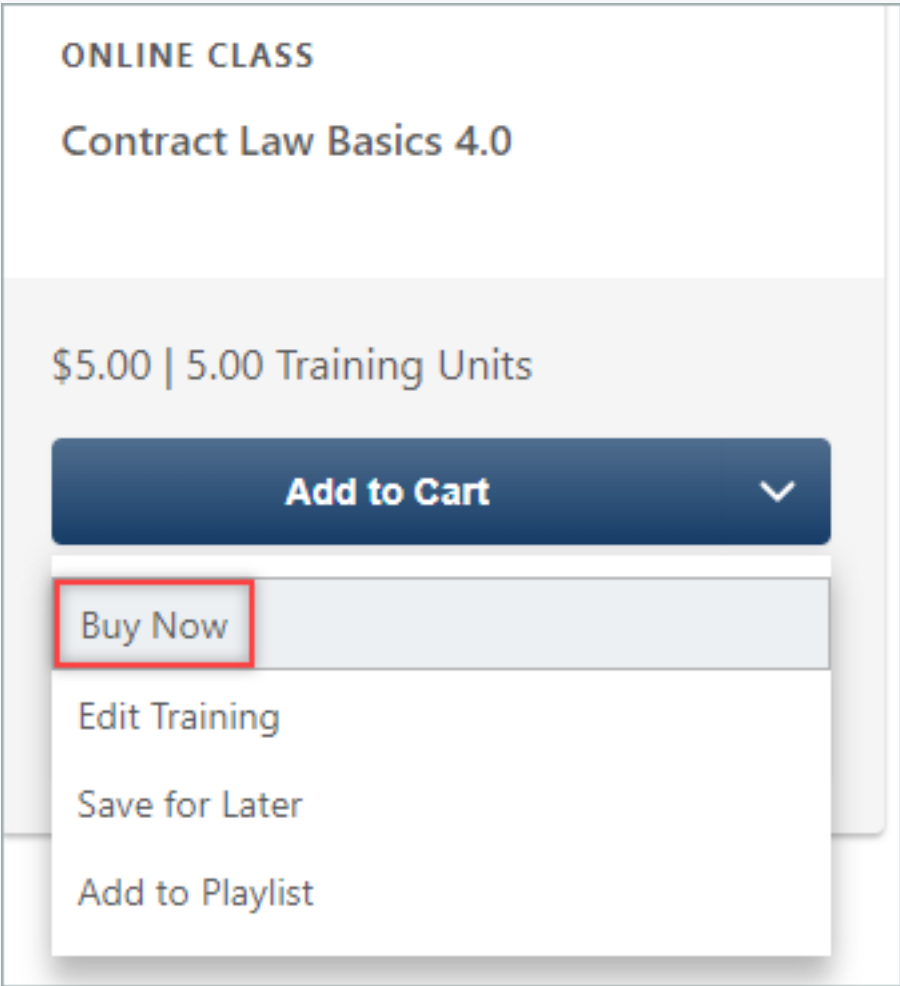 ONLINE CLASS
Contract Law Basics 4.0
$5.00 | 5.00 Training Units
Add to Cart
Buy Now
Edit Training
Save for Later
Add to Playlist